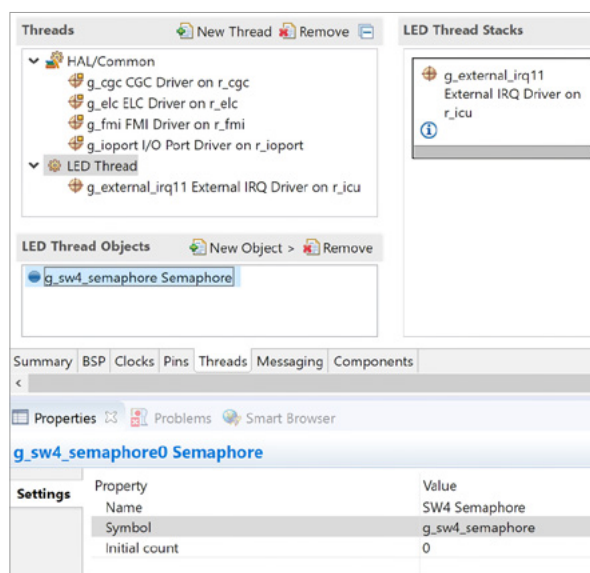 Threads
New Thread Remove
HAL/Common
g_cgc CGC Driver on r_cgc
g_elc ELC Driver on r_elc
g_fmi FMI Driver on r_fmi
g_ioport I/O Port Driver on r_ioport
LED Thread
g_external_irq11 External IRQ Driver on r_icu
LED Thread Stacks
g_external_irq11
External IRQ Driver on
r_icu
LED Thread Objects
New Object > Remove
g_sw4_semaphore Semaphore
Summary BSP Clocks Pins Threads Messaging Components
Properties Problems Smart Browser
g_sw4_semaphore0 Semaphore
Settings
Property Value
Name SW4 Semaphore
Symbol g_sw4_semaphore
Initial count 0